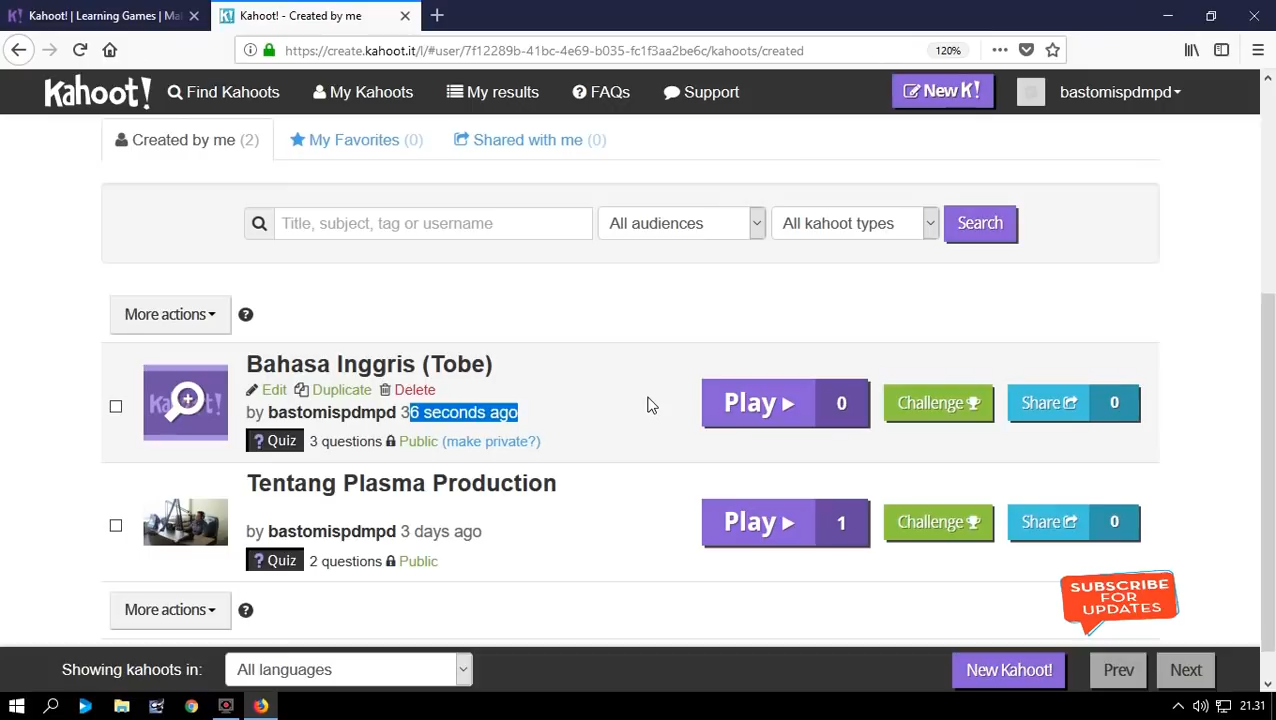 Kahoot! | Learning Games | Ma
Kahoot! - Created by me
https://create.kahoot.it/l/#user/7f12289b-41bc-4e69-b035-fc1f3aa2be6c/kahoots/created
120%
Kahoot!
Find Kahoots
My Kahoots
My results
FAQs
Support
New K!
bastomispdmpd
Created by me (2)
My Favorites (0)
Shared with me (0)
Title, subject, tag or username
All audiences
All kahoot types
Search
More actions
Bahasa Inggris (Tobe)
Edit Duplicate Delete
by bastomispdmpd 36 seconds ago
? Quiz 3 questions Public (make private?)
Play 0
Challenge
Share 0
Tentang Plasma Production
by bastomispdmpd 3 days ago
? Quiz 2 questions Public
Play 1
Challenge
Share 0
More actions
SUBSCRIBE
FOR
UPDATES
Showing kahoots in:
All languages
New Kahoot!
Prev
Next
21.31